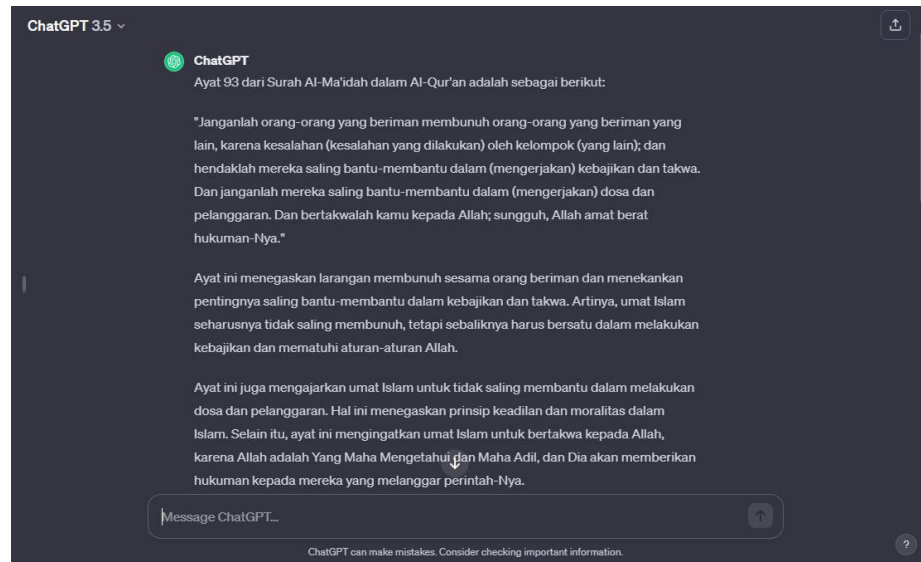 ChatGPT 3.5
ChatGPT
Ayat 93 dari Surah Al-Ma'idah dalam Al-Qur'an adalah sebagai berikut:
"Janganlah orang-orang yang beriman membunuh orang-orang yang beriman yang
lain, karena kesalahan (kesalahan yang dilakukan) oleh kelompok (yang lain); dan
hendaklah mereka saling bantu-membantu dalam (mengerjakan) kebajikan dan takwa.
Dan janganlah mereka saling bantu-membantu dalam (mengerjakan) dosa dan
pelanggaran. Dan bertakwalah kamu kepada Allah; sungguh, Allah amat berat
hukuman-Nya."
Ayat ini menegaskan larangan membunuh sesama orang beriman dan menekankan
pentingnya saling bantu-membantu dalam kebajikan dan takwa. Artinya, umat Islam
seharusnya tidak saling membunuh, tetapi sebaliknya harus bersatu dalam melakukan
kebajikan dan mematuhi aturan-aturan Allah.
Ayat ini juga mengajarkan umat Islam untuk tidak saling membantu dalam melakukan
dosa dan pelanggaran. Hal ini menegaskan prinsip keadilan dan moralitas dalam
Islam. Selain itu, ayat ini mengingatkan umat Islam untuk bertakwa kepada Allah,
karena Allah adalah Yang Maha Mengetahui dan Maha Adil, dan Dia akan memberikan
hukuman kepada mereka yang melanggar perintah-Nya.
Message ChatGPT...
ChatGPT can make mistakes. Consider checking important information.
?